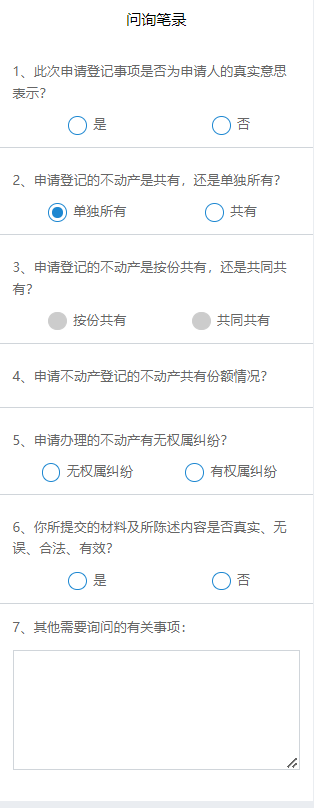 问询笔录
1、此次申请登记事项是否为申请人的真实意思
表示？
是 否
2、申请登记的不动产是共有，还是单独所有？
单独所有 共有
3、申请登记的不动产是按份共有，还是共同共
有？
按份共有 共同共有
4、申请不动产登记的不动产共有份额情况？
5、申请办理的不动产有无权属纠纷？
无权属纠纷 有权属纠纷
6、你所提交的材料及所陈述内容是否真实、无
误、合法、有效？
是 否
7、其他需要询问的有关事项：